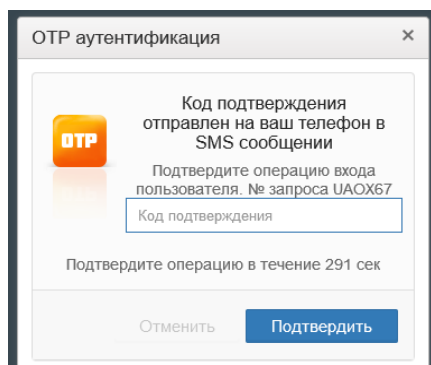 ОТР аутентификация
×
Код подтверждения
отправлен на ваш телефон в
SMS сообщении
OTP
Подтвердите операцию входа
пользователя. № запроса UAOX67
Код подтверждения
Подтвердите операцию в течение 291 сек
Отменить
Подтвердить